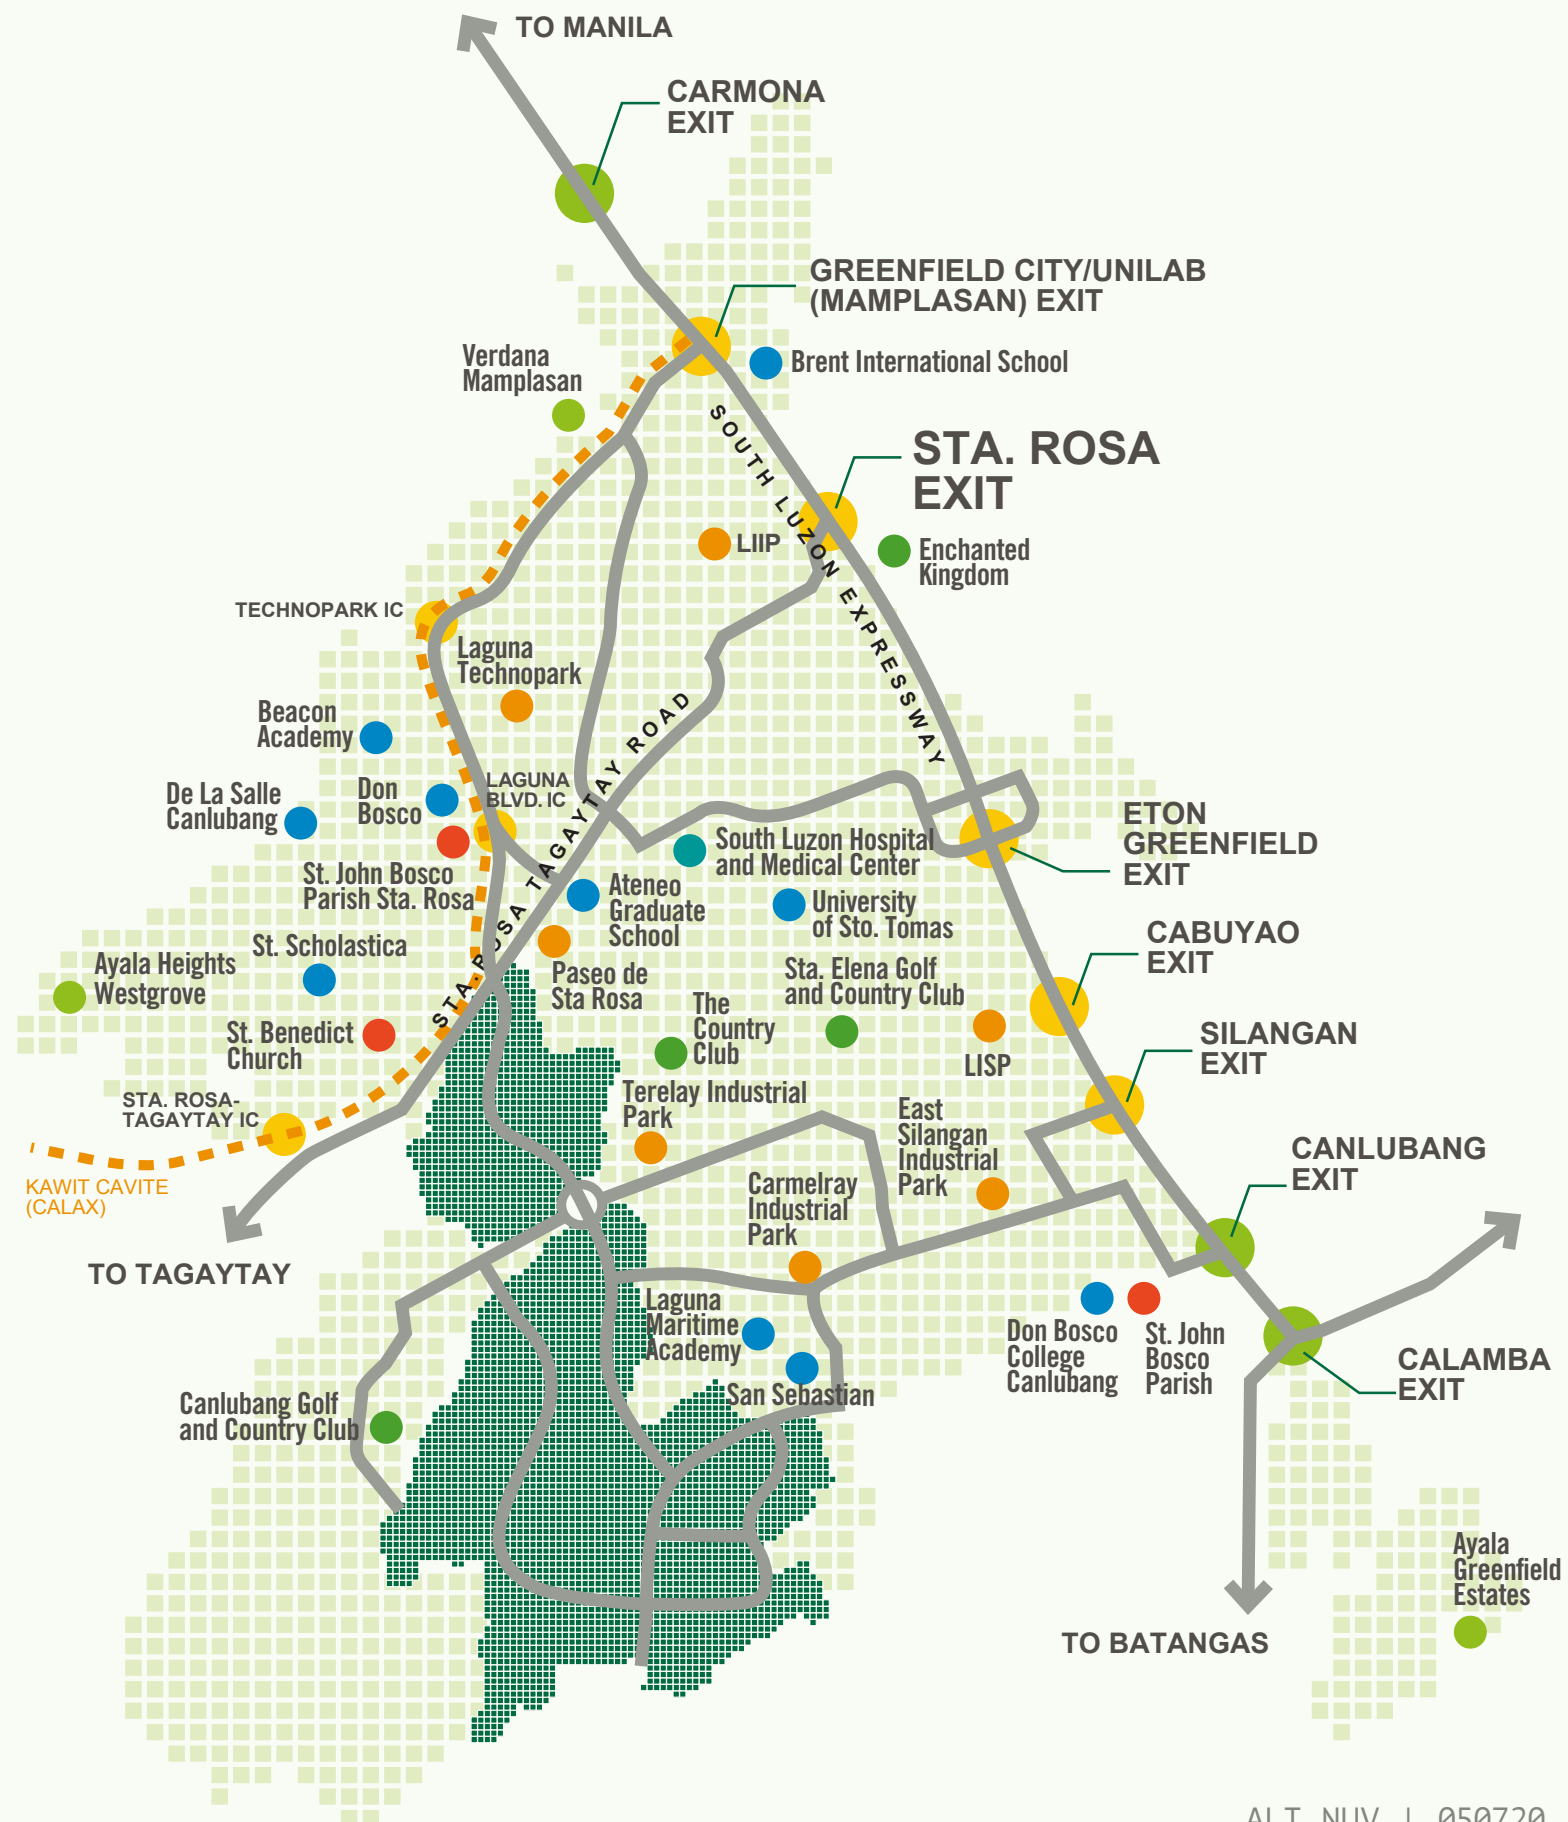 TO MANILA
CARMONA
EXIT
GREENFIELD CITY/UNILAB
(MAMPLASAN) EXIT
Verdana
Mamplasan
Brent International School
SOUTH LUZON EXPRESSWAY
STA. ROSA
EXIT
LIIP
Enchanted
Kingdom
TECHNOPARK IC
Laguna
Technopark
Beacon
Academy
STA. ROSA TAGAYTAY ROAD
De La Salle
Canlubang
Don
Bosco
LAGUNA
BLVD. IC
ETON
GREENFIELD
EXIT
South Luzon Hospital
and Medical Center
St. John Bosco
Parish Sta. Rosa
Ateneo
Graduate
School
University
of Sto. Tomas
St. Scholastica
CABUYAO
EXIT
Ayala Heights
Westgrove
Paseo de
Sta Rosa
Sta. Elena Golf
and Country Club
The
Country
Club
St. Benedict
Church
SILANGAN
EXIT
LISP
STA. ROSA-
TAGAYTAY IC
Terelay Industrial
Park
East
Silangan
Industrial
Park
CANLUBANG
EXIT
KAWIT CAVITE
(CALAX)
Carmelray
Industrial
Park
TO TAGAYTAY
Laguna
Maritime
Academy
Don Bosco
College
Canlubang
St. John
Bosco
Parish
CALAMBA
EXIT
San Sebastian
Canlubang Golf
and Country Club
Ayala
Greenfield
Estates
TO BATANGAS
ALT NUV | 050720